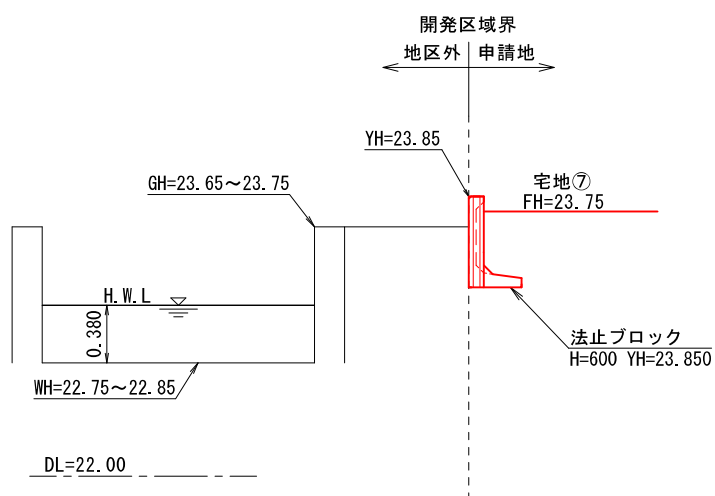 開発区域界
地区外 申請地
YH=23.85
GH=23.65～23.75
宅地⑦
FH=23.75
H.W.L
0.380
法止ブロック
H=600 YH=23.850
WH=22.75～22.85
DL=22.00